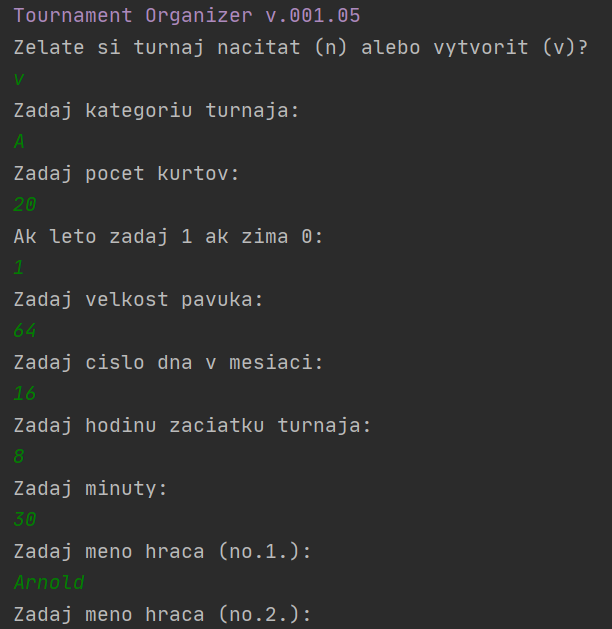 Tournament Organizer v.001.05
Zelate si turnaj nacitat (n) alebo vytvorit (v)?
v
Zadaj kategoriu turnaja:
A
Zadaj pocet kurtov:
20
Ak leto zadaj 1 ak zima 0:
1
Zadaj velkost pavuka:
64
Zadaj cislo dna v mesiaci:
16
Zadaj hodinu zaciatku turnaja:
8
Zadaj minuty:
30
Zadaj meno hraca (no.1.):
Arnold
Zadaj meno hraca (no.2.):